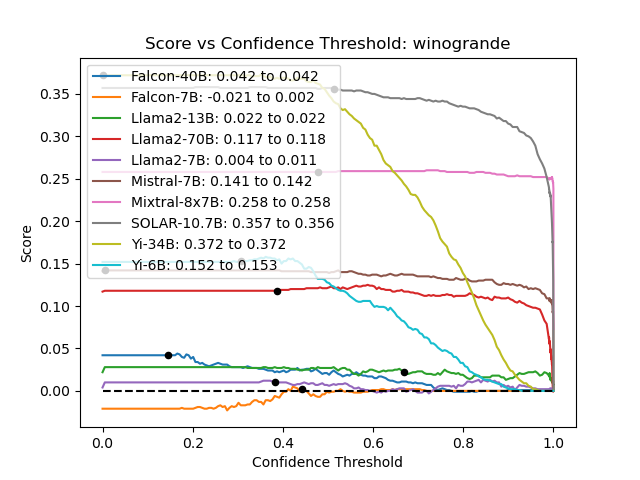 Score vs Confidence Threshold: winogrande
Score
0.35
0.30
0.25
0.20
0.15
0.10
0.05
0.00
Falcon-40B: 0.042 to 0.042
Falcon-7B: -0.021 to 0.002
Llama2-13B: 0.022 to 0.022
Llama2-70B: 0.117 to 0.118
Llama2-7B: 0.004 to 0.011
Mistral-7B: 0.141 to 0.142
Mixtral-8x7B: 0.258 to 0.258
SOLAR-10.7B: 0.357 to 0.356
Yi-34B: 0.372 to 0.372
Yi-6B: 0.152 to 0.153
0.0 0.2 0.4 0.6 0.8 1.0
Confidence Threshold